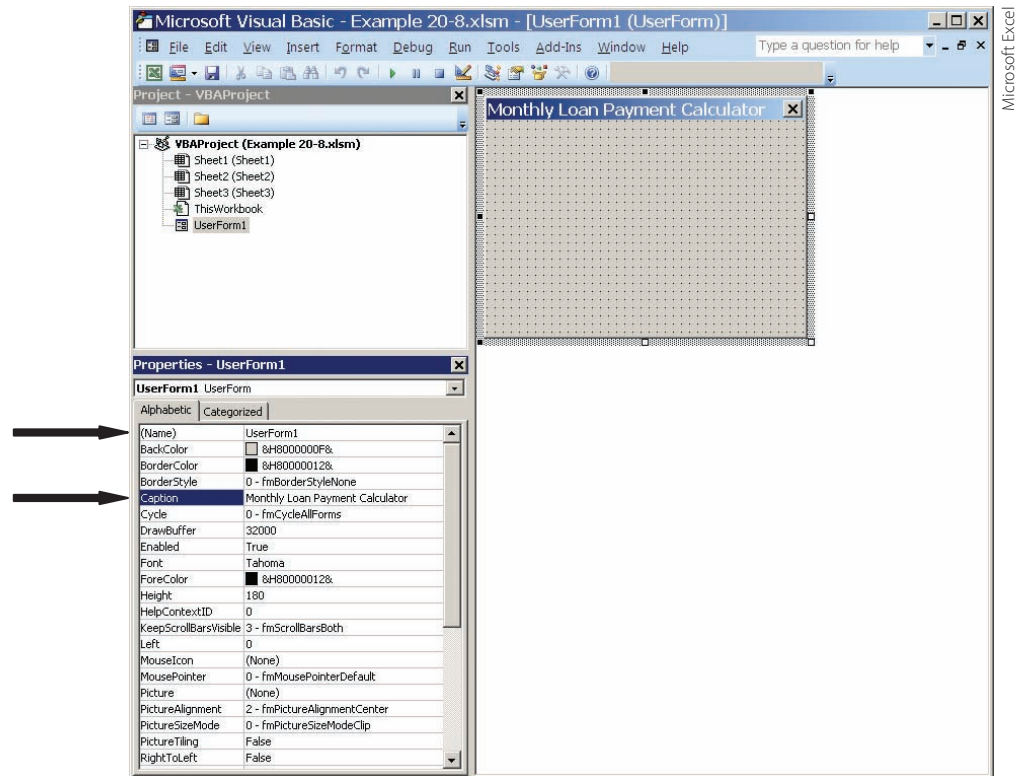 Microsoft Visual Basic - Example 20-8.xlsm - [UserForm1 (UserForm)]
File Edit View Insert Format Debug Run Tools Add-Ins Window Help
Type a question for help
Project - VBAProject
VBAProject (Example 20-8.xlsm)
Sheet1 (Sheet1)
Sheet2 (Sheet2)
Sheet3 (Sheet3)
ThisWorkbook
UserForm1
Monthly Loan Payment Calculator
Properties - UserForm1
UserForm1 UserForm
Alphabetic Categorized
(Name) UserForm1
BackColor &H8000000F&
BorderColor &H80000012&
BorderStyle 0 - fmBorderStyleNone
Caption Monthly Loan Payment Calculator
Cycle 0 - fmCycleAllForms
DrawBuffer 32000
Enabled True
Font Tahoma
ForeColor &H80000012&
Height 180
HelpContextID 0
KeepScrollBarsVisible 3 - fmScrollBarsBoth
Left 0
MouseIcon (None)
MousePointer 0 - fmMousePointerDefault
Picture (None)
PictureAlignment 2 - fmPictureAlignmentCenter
PictureSizeMode 0 - fmPictureSizeModeClip
PictureTiling False
RightToLeft False
Microsoft Excel